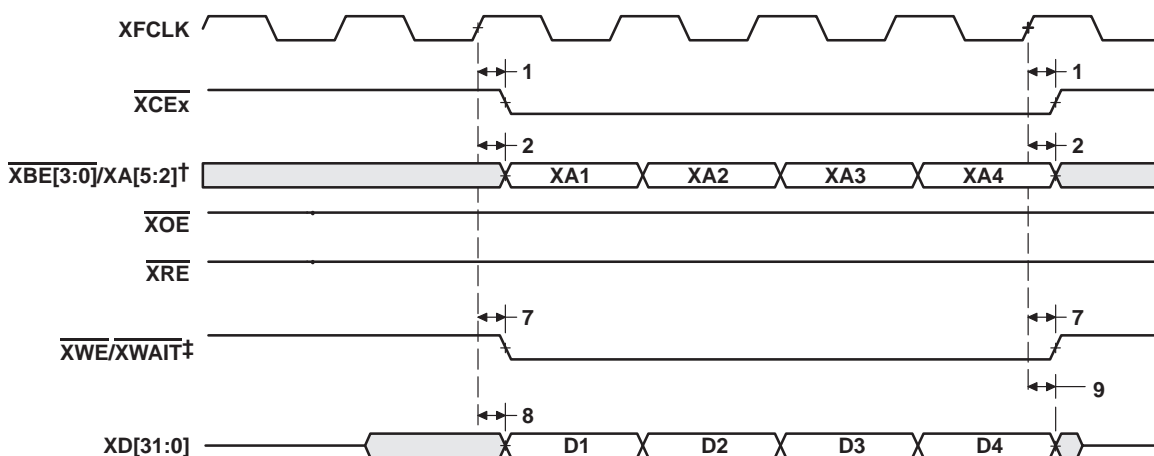 XFCLK
1 1
XCEx
2 2
XBE[3:0]/XA[5:2]† XA1 XA2 XA3 XA4
XOE
XRE
7 7
XWE/XWAIT‡
9
8
XD[31:0] D1 D2 D3 D4